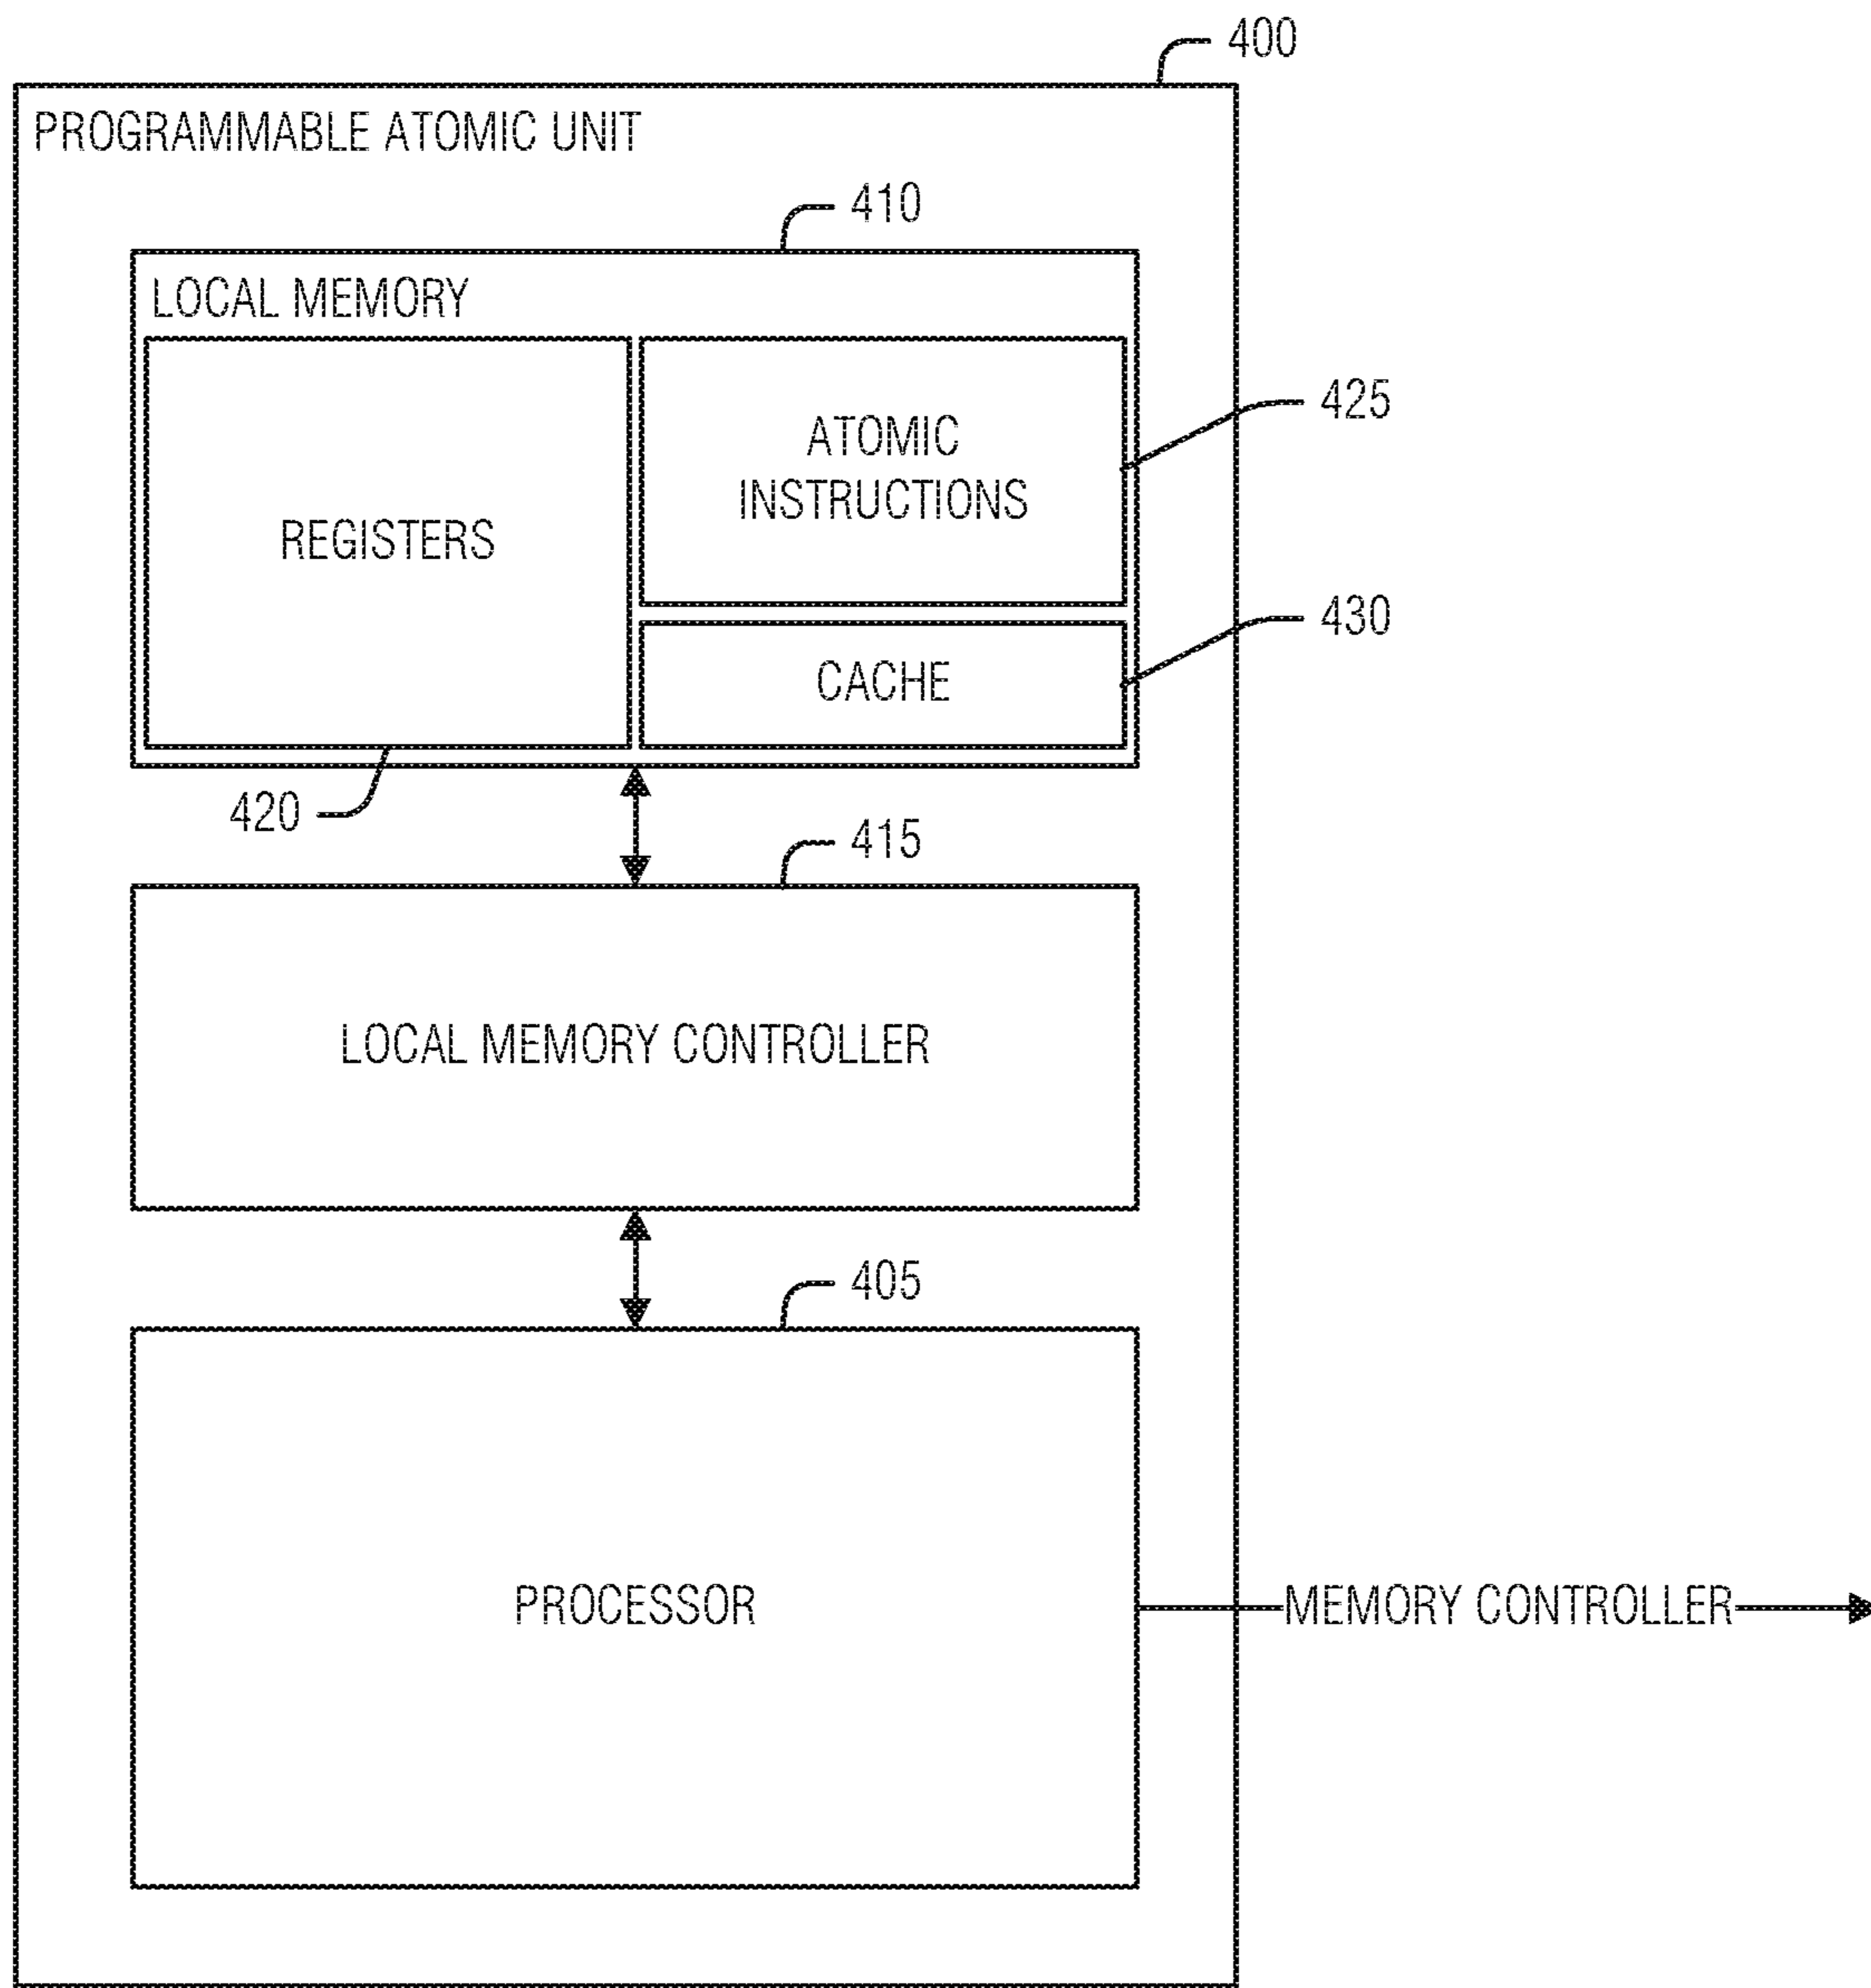 400
PROGRAMMABLE ATOMIC UNIT
410
LOCAL MEMORY
REGISTERS
ATOMIC
INSTRUCTIONS
425
CACHE
430
420
415
LOCAL MEMORY CONTROLLER
405
PROCESSOR
MEMORY CONTROLLER